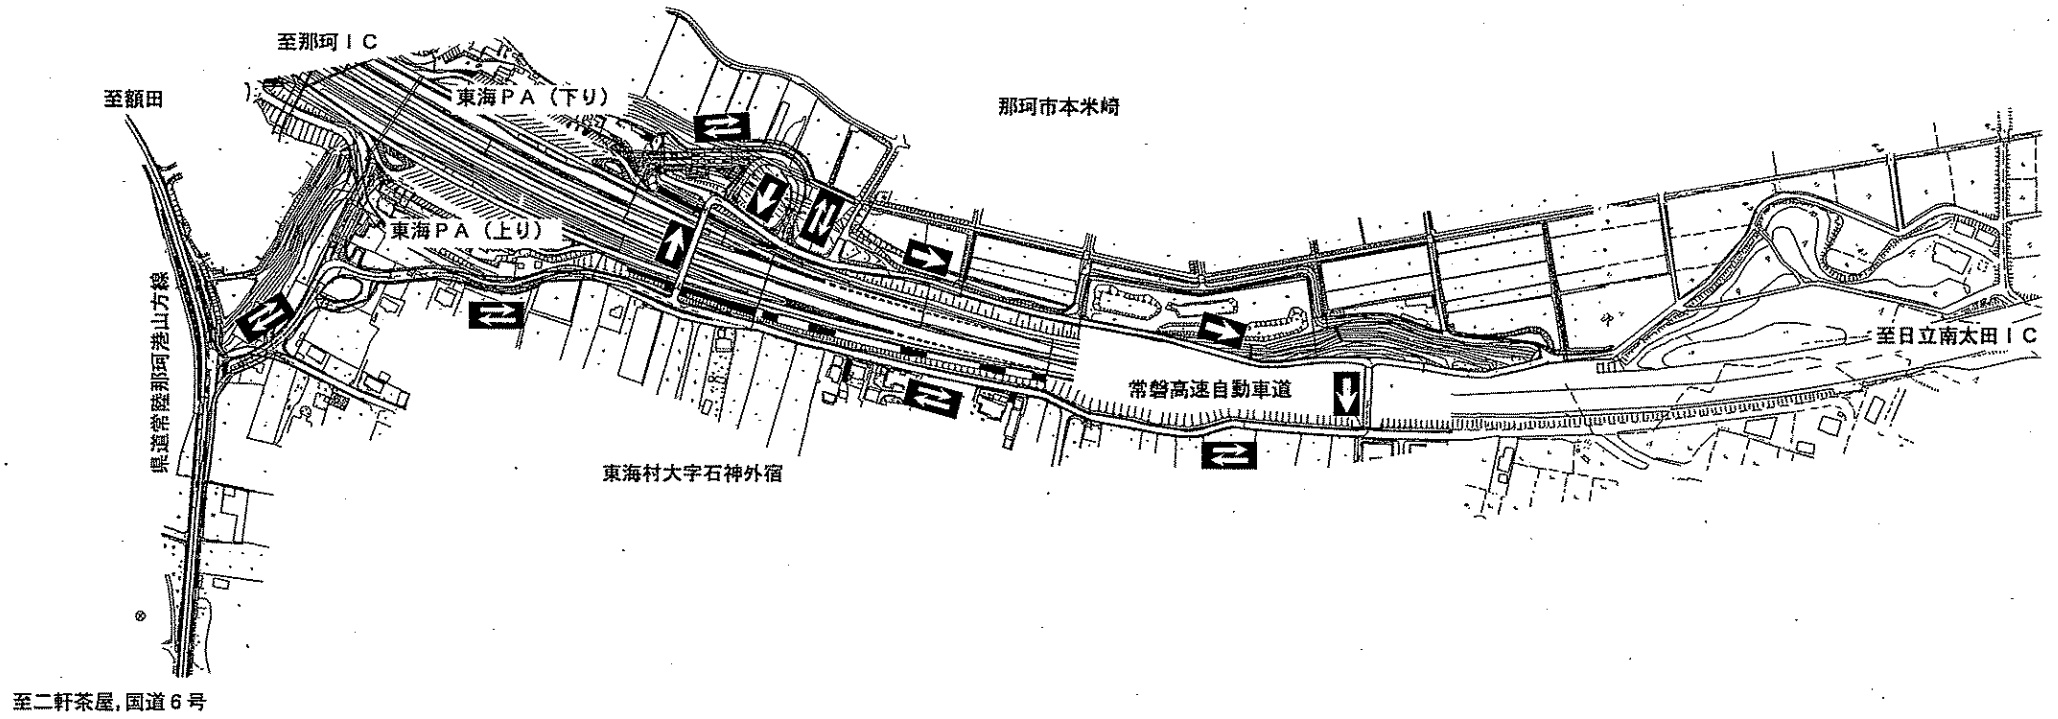 至那珂ＩＣ
至額田
東海ＰＡ（下り）
那珂市本米崎
東海ＰＡ（上り）
県道常陸那珂港山方線
至日立南太田ＩＣ
常磐高速自動車道
東海村大字石神外宿
至二軒茶屋,国道６号